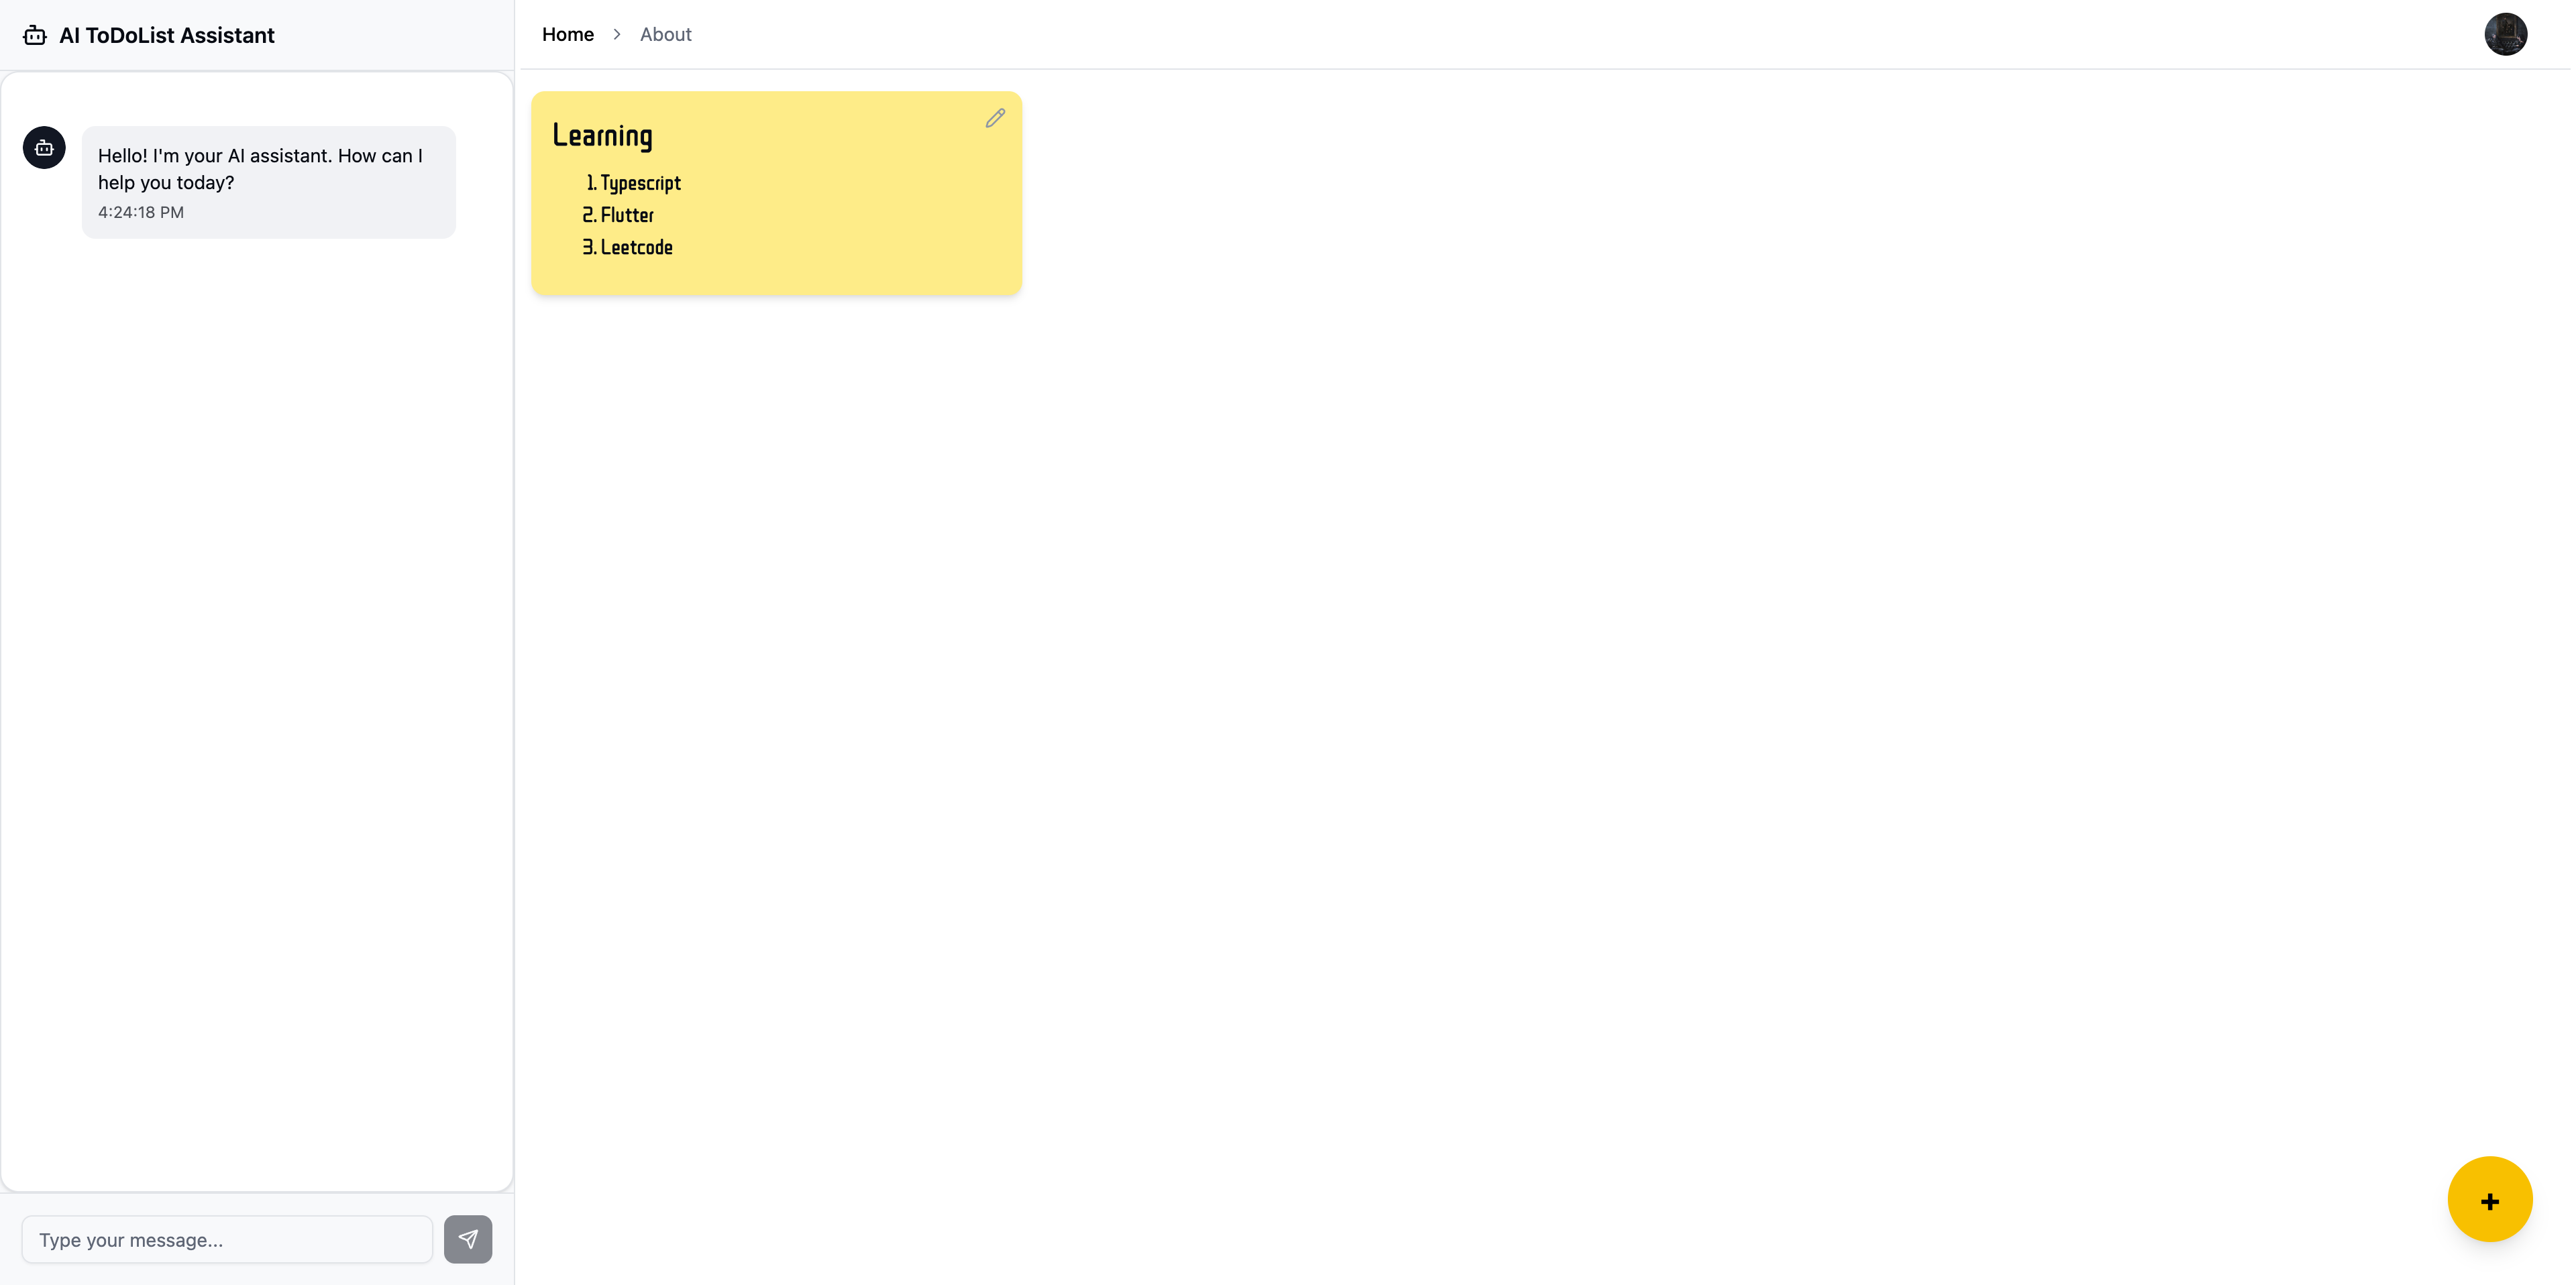 AI ToDoList Assistant
Hello! I'm your AI assistant. How can I
help you today?
4:24:18 PM
Type your message...
Home > About
Learning
1. Typescript
2. Flutter
3. Leetcode
+